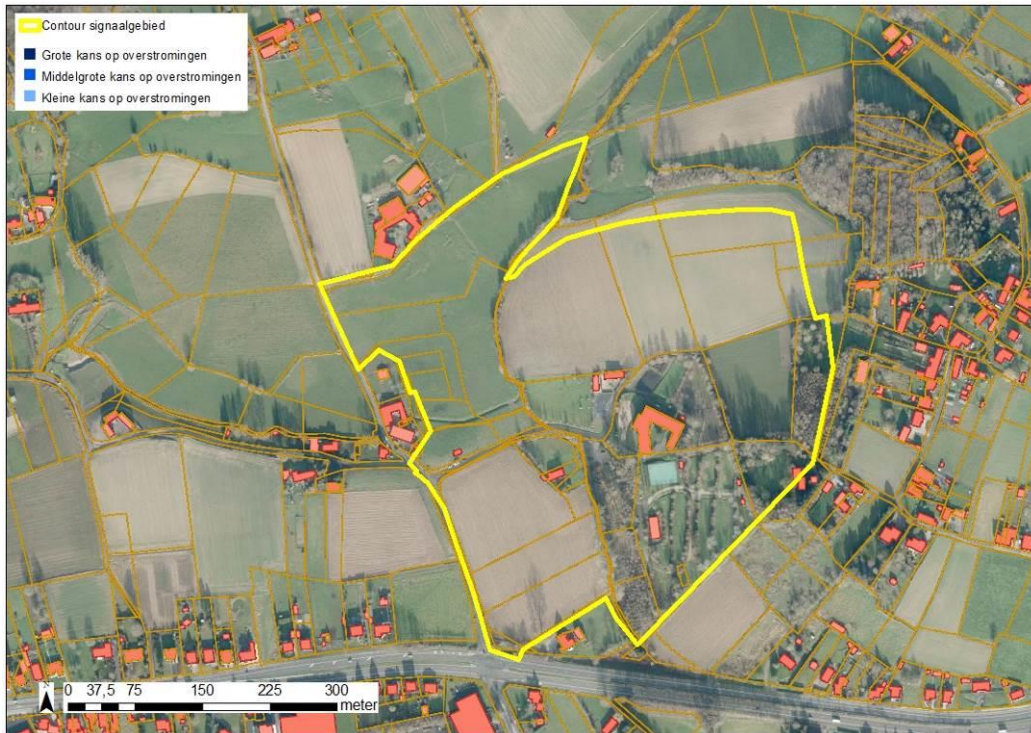 Contour signaalgebied
Grote kans op overstromingen
Middelgrote kans op overstromingen
Kleine kans op overstromingen
0 37,5 75 150 225 300
meter